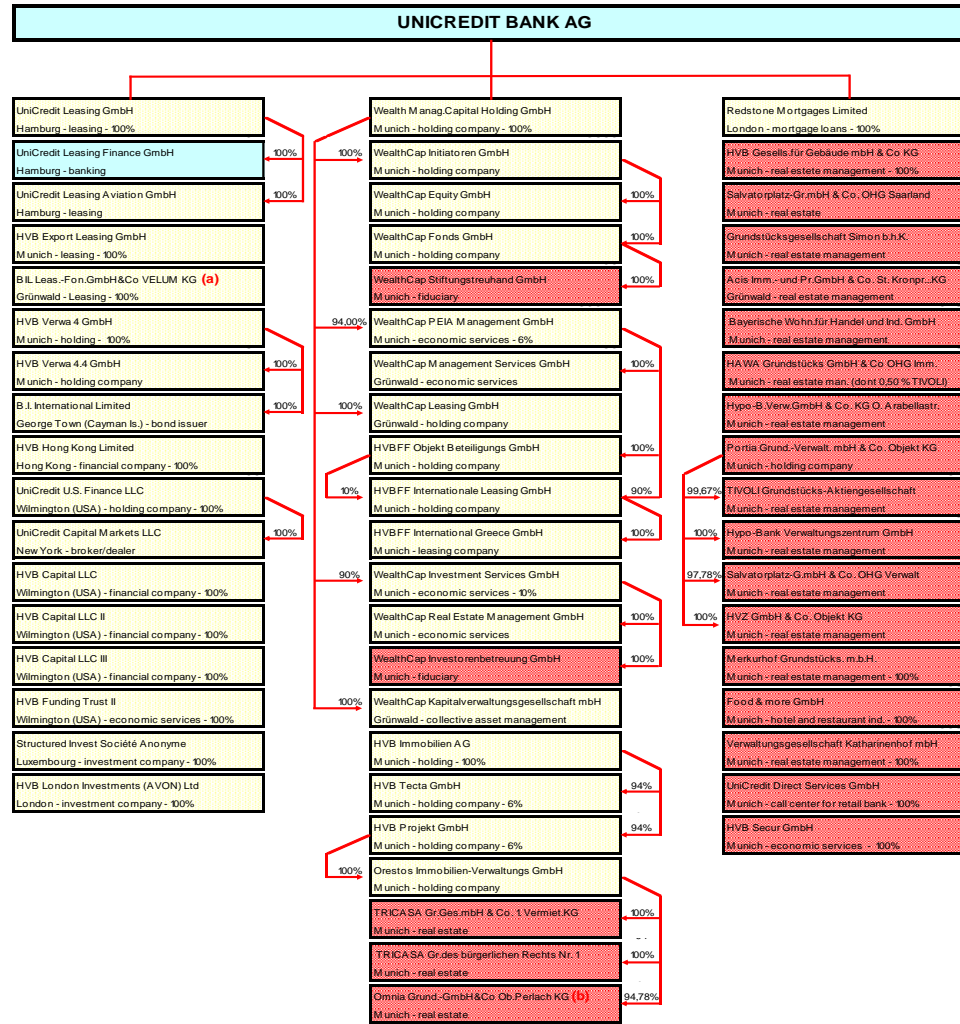 UNICREDIT BANK AG
UniCredit Leasing GmbH
Hamburg - leasing - 100%
UniCredit Leasing Finance GmbH
Hamburg - banking
100%
UniCredit Leasing Aviation GmbH
Hamburg - leasing
100%
HVB Export Leasing GmbH
Munich - leasing - 100%
BIL Leas.-Fon.GmbH&Co VELUM KG (a)
Grünwald - Leasing - 100%
HVB Verwa 4 GmbH
Munich - holding - 100%
HVB Verwa 4.4 GmbH
Munich - holding company
100%
B.I. International Limited
George Town (Cayman Is.) - bond issuer
100%
HVB Hong Kong Limited
Hong Kong - financial company - 100%
UniCredit U.S. Finance LLC
Wilmington (USA) - holding company - 100%
UniCredit Capital Markets LLC
New York - broker/dealer
100%
HVB Capital LLC
Wilmington (USA) - financial company - 100%
HVB Capital LLC II
Wilmington (USA) - financial company - 100%
HVB Capital LLC III
Wilmington (USA) - financial company - 100%
HVB Funding Trust II
Wilmington (USA) - economic services - 100%
Structured Invest Société Anonyme
Luxembourg - investment company - 100%
HVB London Investments (AVON) Ltd
London - investment company - 100%
Wealth Manag.Capital Holding GmbH
Munich - holding company - 100%
100%
WealthCap Initiatoren GmbH
Munich - holding company
WealthCap Equity GmbH
Munich - holding company
100%
WealthCap Fonds GmbH
Munich - holding company
100%
WealthCap Stiftungstreuhand GmbH
Munich - fiduciary
100%
94,00%
WealthCap PEIA Management GmbH
Munich - economic services - 6%
WealthCap Management Services GmbH
Grünwald - economic services
100%
100%
WealthCap Leasing GmbH
Grünwald - holding company
HVBFF Objekt Beteiligungs GmbH
Munich - holding company
100%
10%
HVBFF Internationale Leasing GmbH
Munich - holding company
90%
HVBFF International Greece GmbH
Munich - leasing company
100%
90%
WealthCap Investment Services GmbH
Munich - economic services - 10%
WealthCap Real Estate Management GmbH
Munich - economic services
100%
WealthCap Investorenbetreuung GmbH
Munich - fiduciary
100%
100%
WealthCap Kapitalverwaltungsgesellschaft mbH
Grünwald - collective asset management
HVB Immobilien AG
Munich - holding - 100%
HVB Tecta GmbH
Munich - holding company - 6%
94%
HVB Projekt GmbH
Munich - holding company - 6%
94%
100%
Orestos Immobilien-Verwaltungs GmbH
Munich - holding company
TRICASA Gr.Ges.mbH & Co. 1. Vermiet.KG
Munich - real estate
100%
TRICASA Gr.des bürgerlichen Rechts Nr. 1
Munich - real estate
100%
Omnia Grund.-GmbH&Co Ob.Perlach KG (b)
Munich - real estate
94,78%
Redstone Mortgages Limited
London - mortgage loans - 100%
HVB Gesells.für Gebäude mbH & Co KG
Munich - real estete management - 100%
Salvatorplatz-Gr.mbH & Co. OHG Saarland
Munich - real estate
Grundstücksgesellschaft Simon b.h.K.
Munich - real estate management
Acis Imm.- und Pr.GmbH & Co. St. Kronpr...KG
Grünwald - real estate management
Bayerische Wohn.für Handel und Ind. GmbH
Munich - real estate management
HAWA Grundstücks GmbH & Co OHG Imm.
Munich - real estate man. (dont 0,50 % TIVOLI)
Hypo-B.Verw.GmbH & Co. KG O. Arabellastr.
Munich - real estate management
Portia Grund.-Verwalt. mbH & Co. Objekt KG
Munich - holding company
99,67%
TIVOLI Grundstücks-Aktiengesellschaft
Munich - real estate management
100%
Hypo-Bank Verwaltungszentrum GmbH
Munich - real estate management
97,78%
Salvatorplatz-G.mbH & Co. OHG Verwalt
Munich - real estate management
100%
HVZ GmbH & Co. Objekt KG
Munich - real estate management
Merkurhof Grundstücks. m.b.H.
Munich - real estate management - 100%
Food & more GmbH
Munich - hotel and restaurant ind. - 100%
Verwaltungsgesellschaft Katharinenhof mbH
Munich - real estate management - 100%
UniCredit Direct Services GmbH
Munich - call center for retail bank - 100%
HVB Secur GmbH
Munich - economic services - 100%